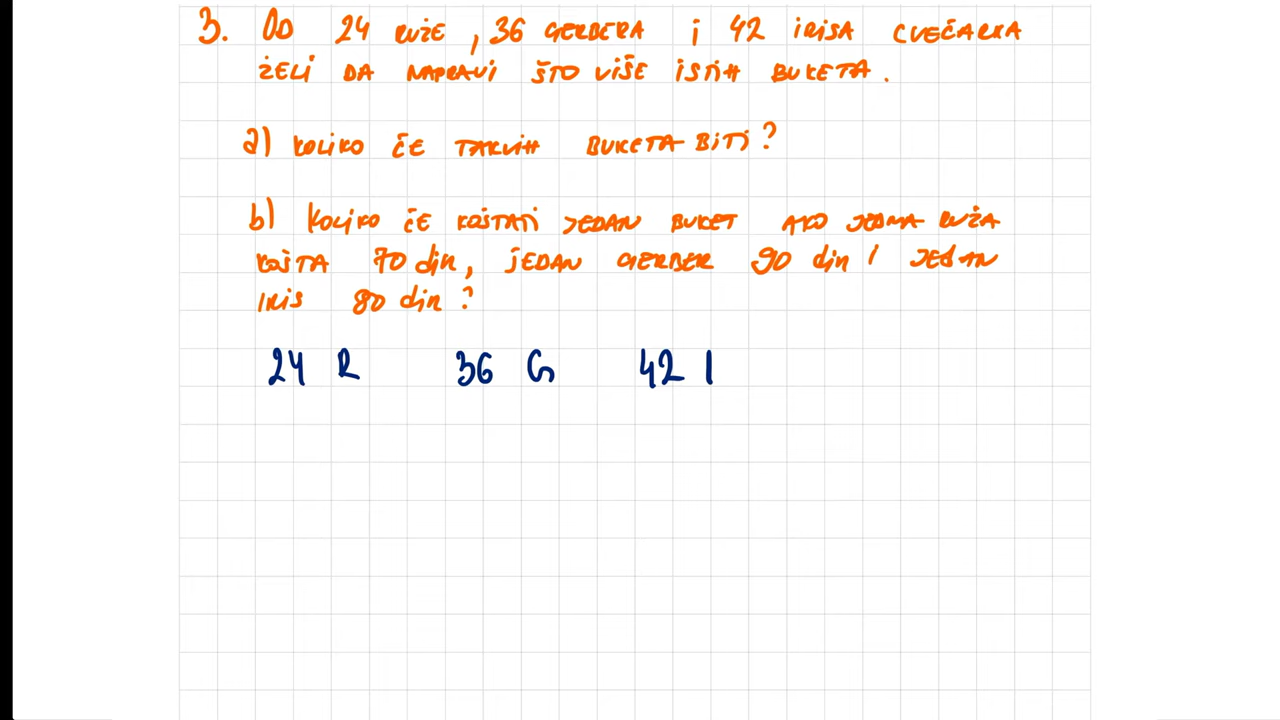 3. OD 24 RUŽE, 36 GERBERA i 42 IRISA CVEĆARKA
ŽELI DA NAPRAVI ŠTO VIŠE ISTIH BUKETA.
a) KOLIKO ĆE TAKVIH BUKETA BITI?
b) KOLIKO ĆE KOŠTATI JEDAN BUKET AKO JEDNA RUŽA
KOŠTA 70 din, JEDAN GERBER 90 din I JEDAN
IRIS 80 din?
24 R 36 G 42 I